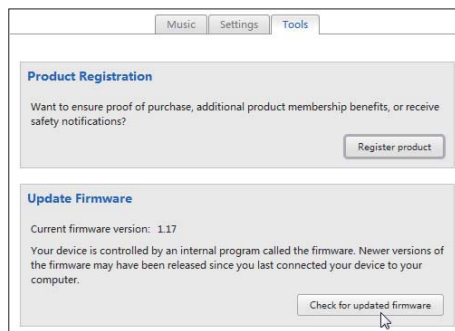 Music Settings Tools
Product Registration
Want to ensure proof of purchase, additional product membership benefits, or receive
safety notifications?
Register product
Update Firmware
Current firmware version: 1.17
Your device is controlled by an internal program called the firmware. Newer versions of
the firmware may have been released since you last connected your device to your
computer.
Check for updated firmware